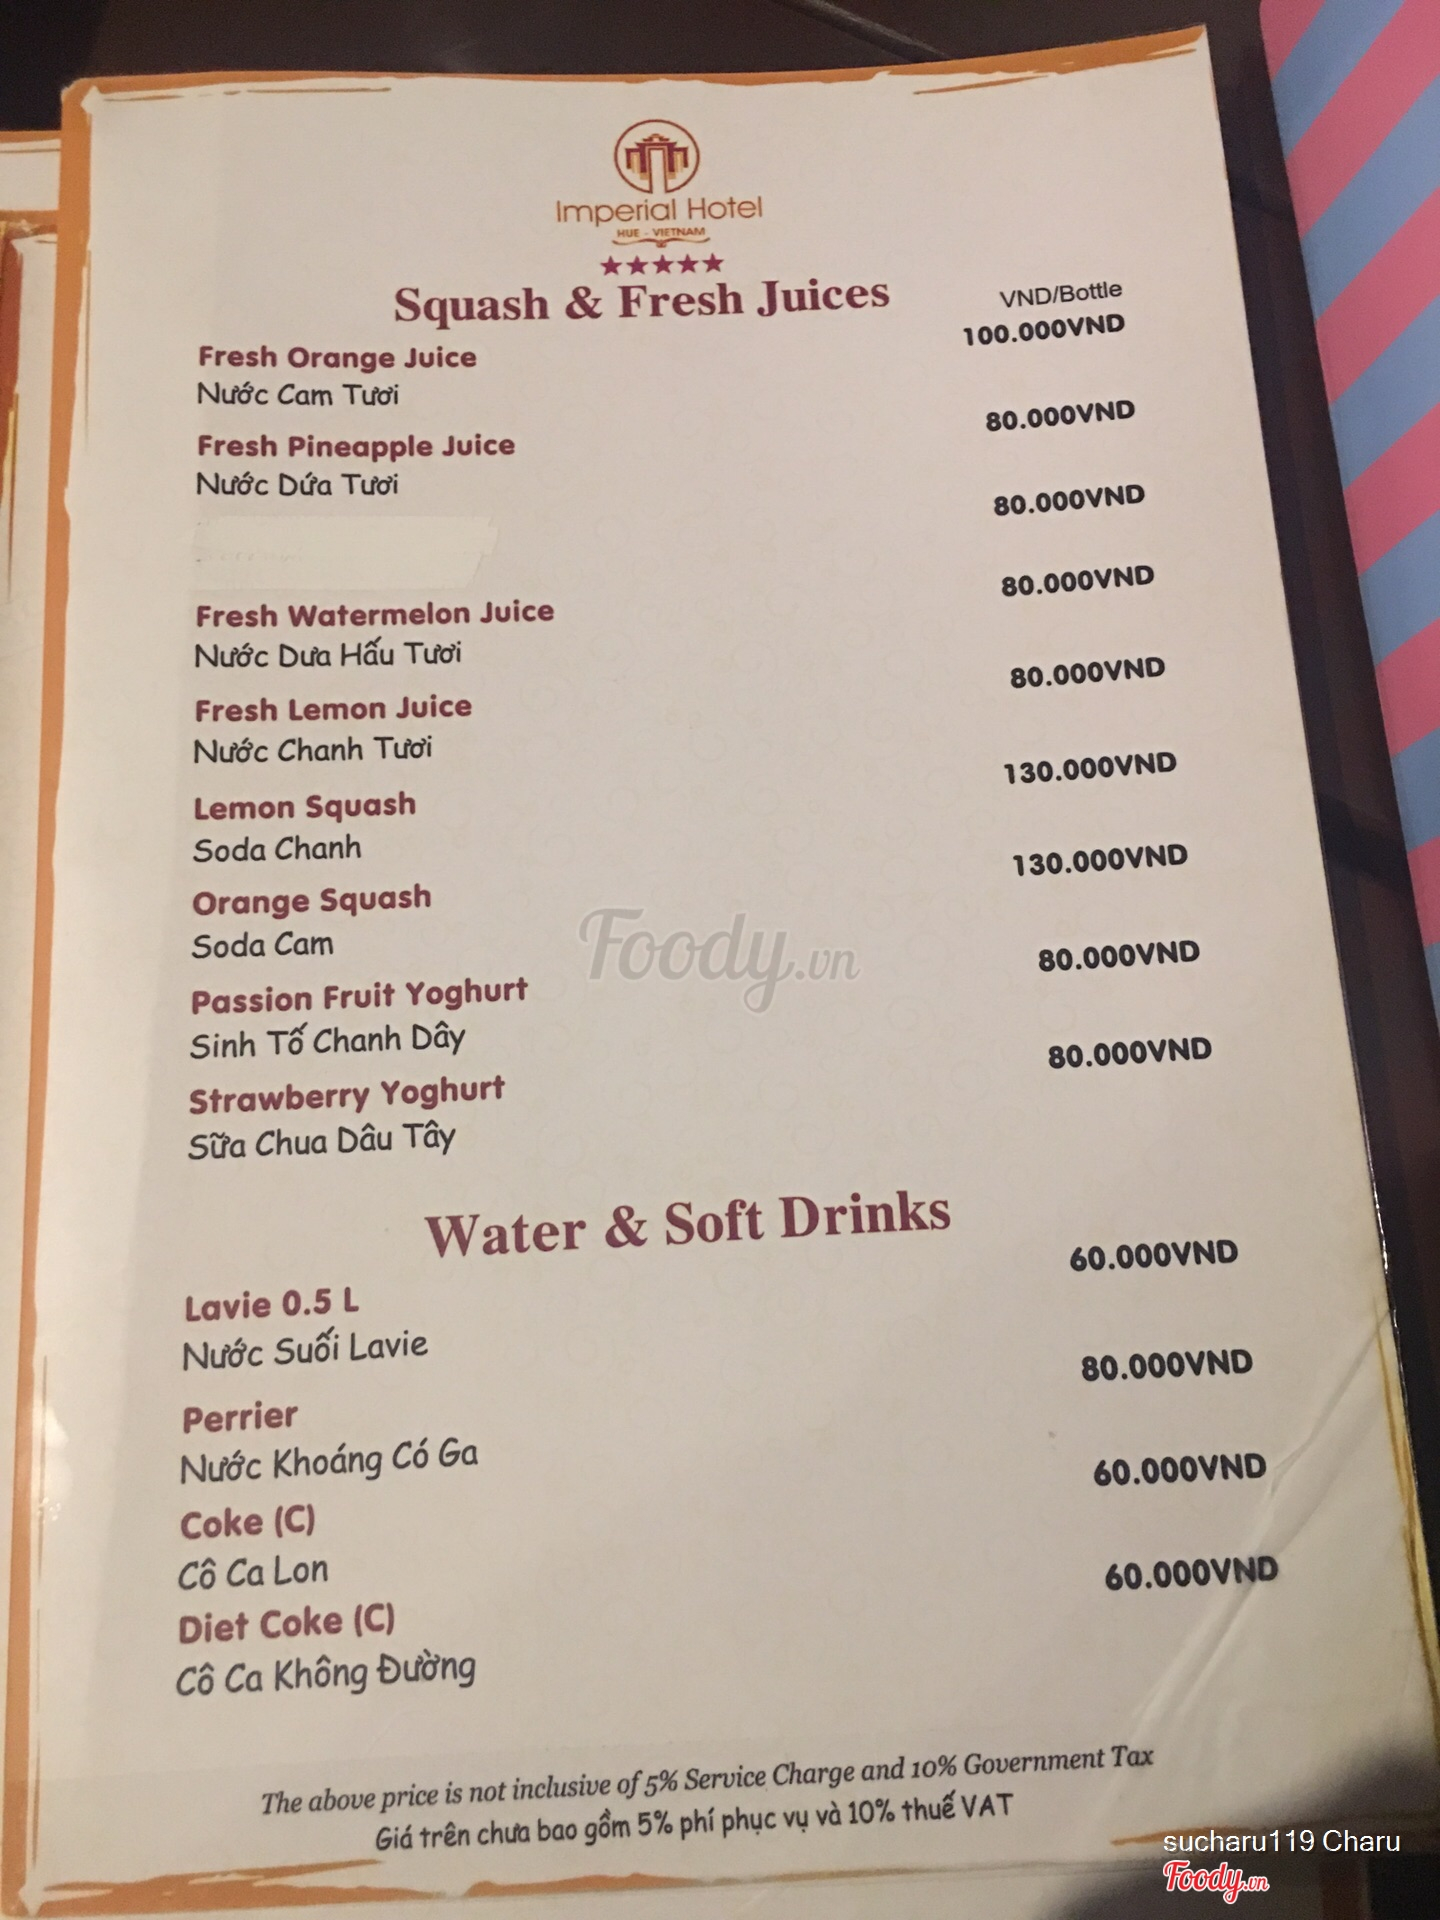 Imperial Hotel
HUE - VIETNAM
Squash & Fresh Juices
VND/Bottle
Fresh Orange Juice 100.000VND
Nước Cam Tươi
Fresh Pineapple Juice 80.000VND
Nước Dứa Tươi
80.000VND
Fresh Watermelon Juice 80.000VND
Nước Dưa Hấu Tươi
Fresh Lemon Juice 80.000VND
Nước Chanh Tươi
Lemon Squash 130.000VND
Soda Chanh
Orange Squash 130.000VND
Soda Cam
Passion Fruit Yoghurt 80.000VND
Sinh Tố Chanh Dây
Strawberry Yoghurt 80.000VND
Sữa Chua Dâu Tây
Foody.vn
Water & Soft Drinks
Lavie 0.5 L 60.000VND
Nước Suối Lavie
Perrier 80.000VND
Nước Khoáng Có Ga
Coke (C) 60.000VND
Cô Ca Lon
Diet Coke (C) 60.000VND
Cô Ca Không Đường
The above price is not inclusive of 5% Service Charge and 10% Government Tax
Giá trên chưa bao gồm 5% phí phục vụ và 10% thuế VAT
sucharu119 Charu
Foody.vn